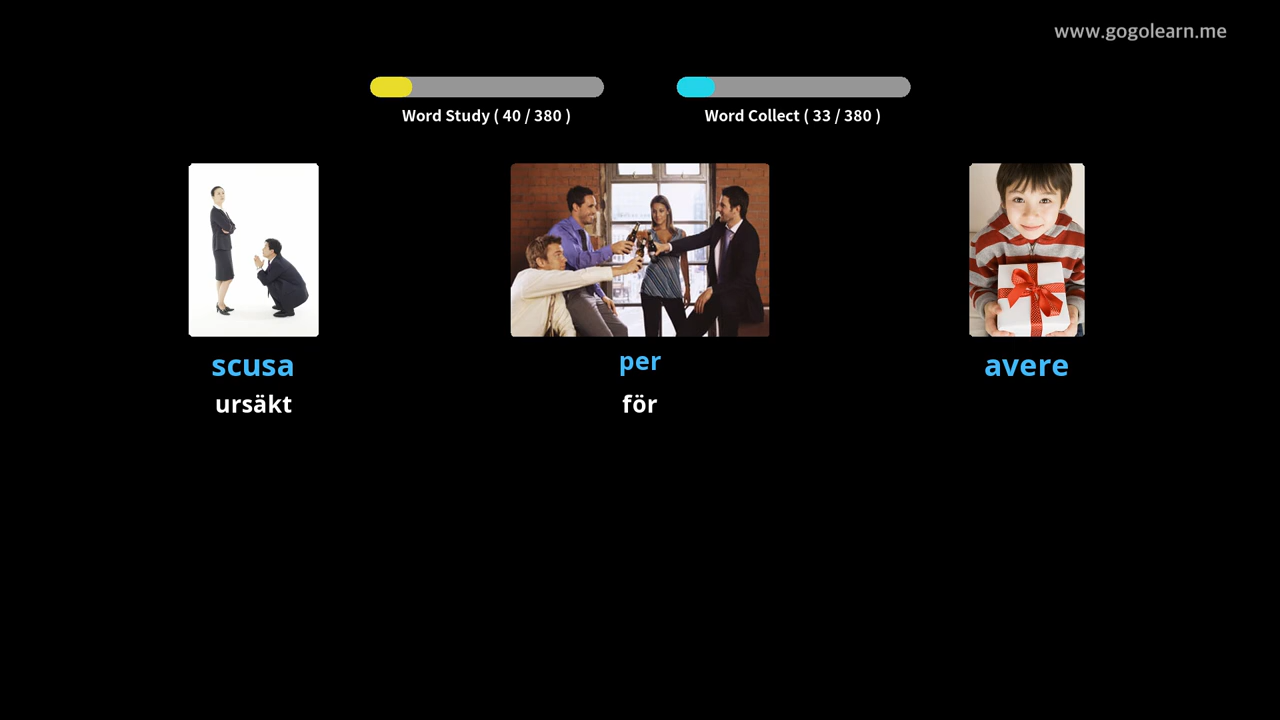 www.gogolearn.me
Word Study ( 40 / 380 )
Word Collect ( 33 / 380 )
scusa
per
avere
ursäkt
för